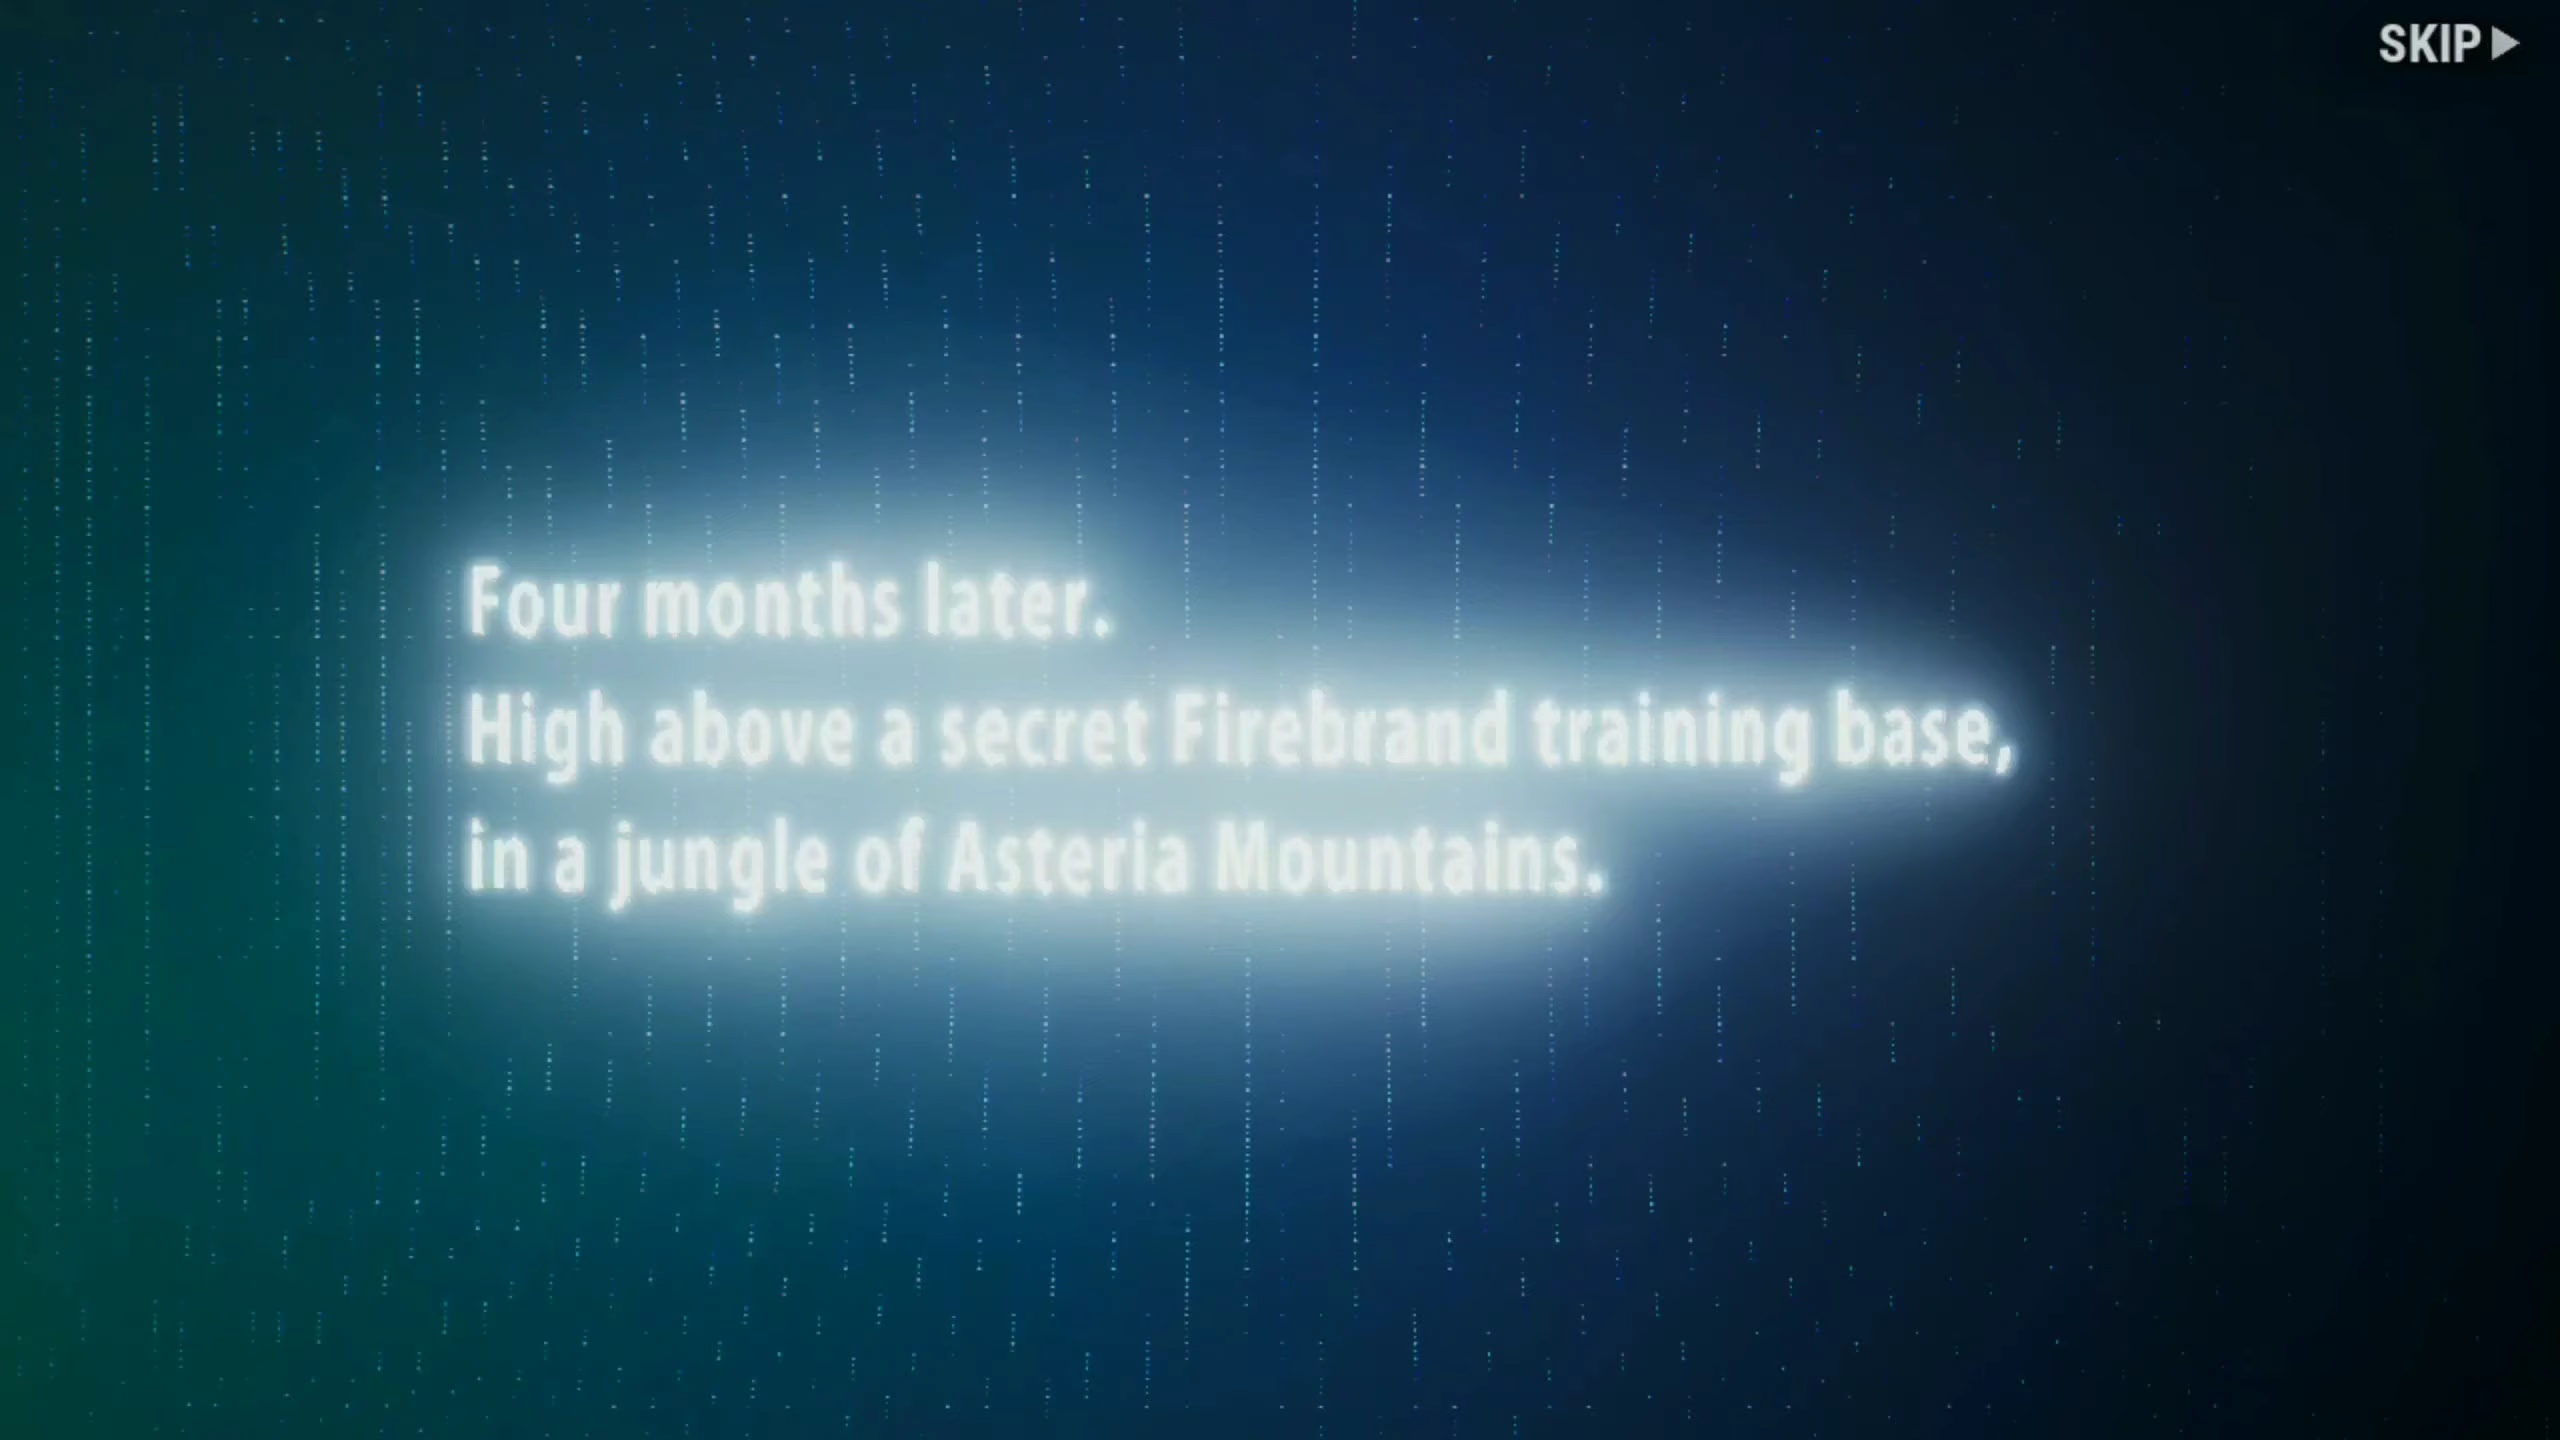 SKIP
Four months later.
High above a secret Firebrand training base,
in a jungle of Asteria Mountains.